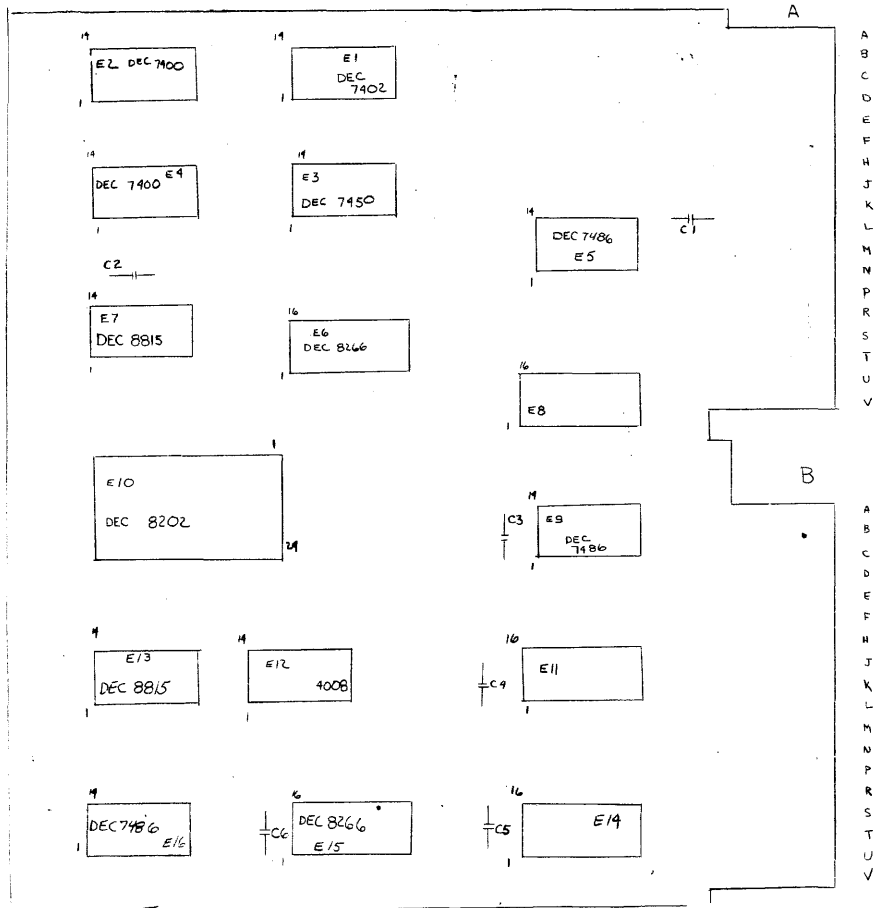 A
14
E2 DEC 7400
1
14
E1
DEC
7402
1
14
DEC 7400 E4
1
14
E3
DEC 7450
1
14
DEC 7486
E5
1
C1
C2
14
E7
DEC 8815
1
16
E6
DEC 8266
1
16
E8
1
A
B
C
D
E
F
H
J
K
L
M
N
P
R
S
T
U
V
B
1
E10
DEC 8202
24
C3
14
E9
DEC
7486
1
14
E13
DEC 8815
1
14
E12
4008
1
16
E11
C4
1
14
DEC 7486
E16
1
C6
16
DEC 8266
E15
1
C5
16
E14
1
A
B
C
D
E
F
H
J
K
L
M
N
P
R
S
T
U
V